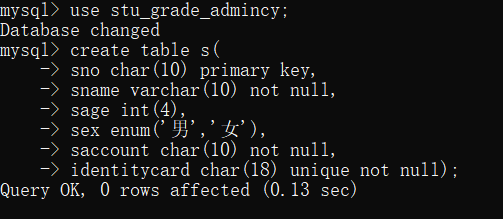 mysql> use stu_grade_admincy;
Database changed
mysql> create table s(
    -> sno char(10) primary key,
    -> sname varchar(10) not null,
    -> sage int(4),
    -> sex enum('男','女'),
    -> saccount char(10) not null,
    -> identitycard char(18) unique not null);
Query OK, 0 rows affected (0.13 sec)